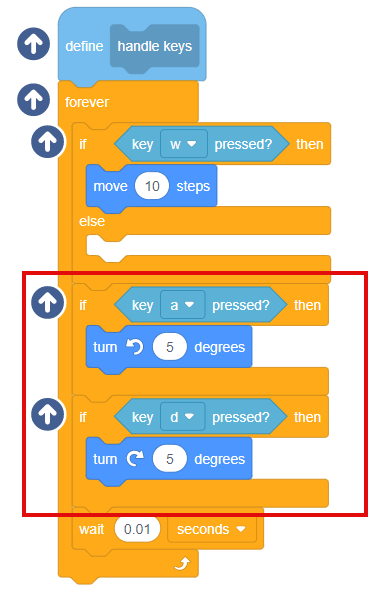 define handle keys
forever
if key w pressed? then
move 10 steps
else
if key a pressed? then
turn 5 degrees
if key d pressed? then
turn 5 degrees
wait 0.01 seconds